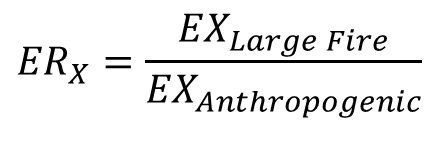 ER_X = EX_Large Fire / EX_Anthropogenic